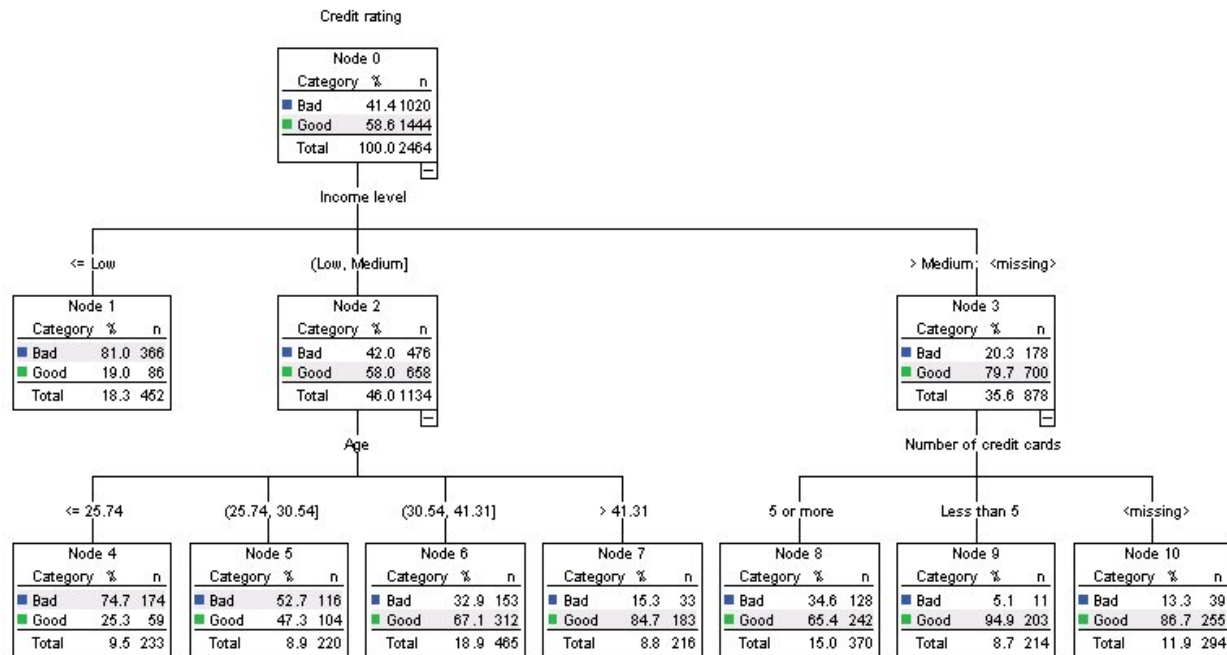 Credit rating
Node 0
Category % n
Bad 41.4 1020
Good 58.6 1444
Total 100.0 2464
Income level
<= Low
(Low, Medium]
> Medium; <missing>
Node 1
Category % n
Bad 81.0 366
Good 19.0 86
Total 18.3 452
Node 2
Category % n
Bad 42.0 476
Good 58.0 658
Total 46.0 1134
Node 3
Category % n
Bad 20.3 178
Good 79.7 700
Total 35.6 878
Age
Number of credit cards
<= 25.74
(25.74, 30.54]
(30.54, 41.31]
> 41.31
5 or more
Less than 5
<missing>
Node 4
Category % n
Bad 74.7 174
Good 25.3 59
Total 9.5 233
Node 5
Category % n
Bad 52.7 116
Good 47.3 104
Total 8.9 220
Node 6
Category % n
Bad 32.9 153
Good 67.1 312
Total 18.9 465
Node 7
Category % n
Bad 15.3 33
Good 84.7 183
Total 8.8 216
Node 8
Category % n
Bad 34.6 128
Good 65.4 242
Total 15.0 370
Node 9
Category % n
Bad 5.1 11
Good 94.9 203
Total 8.7 214
Node 10
Category % n
Bad 13.3 39
Good 86.7 255
Total 11.9 294